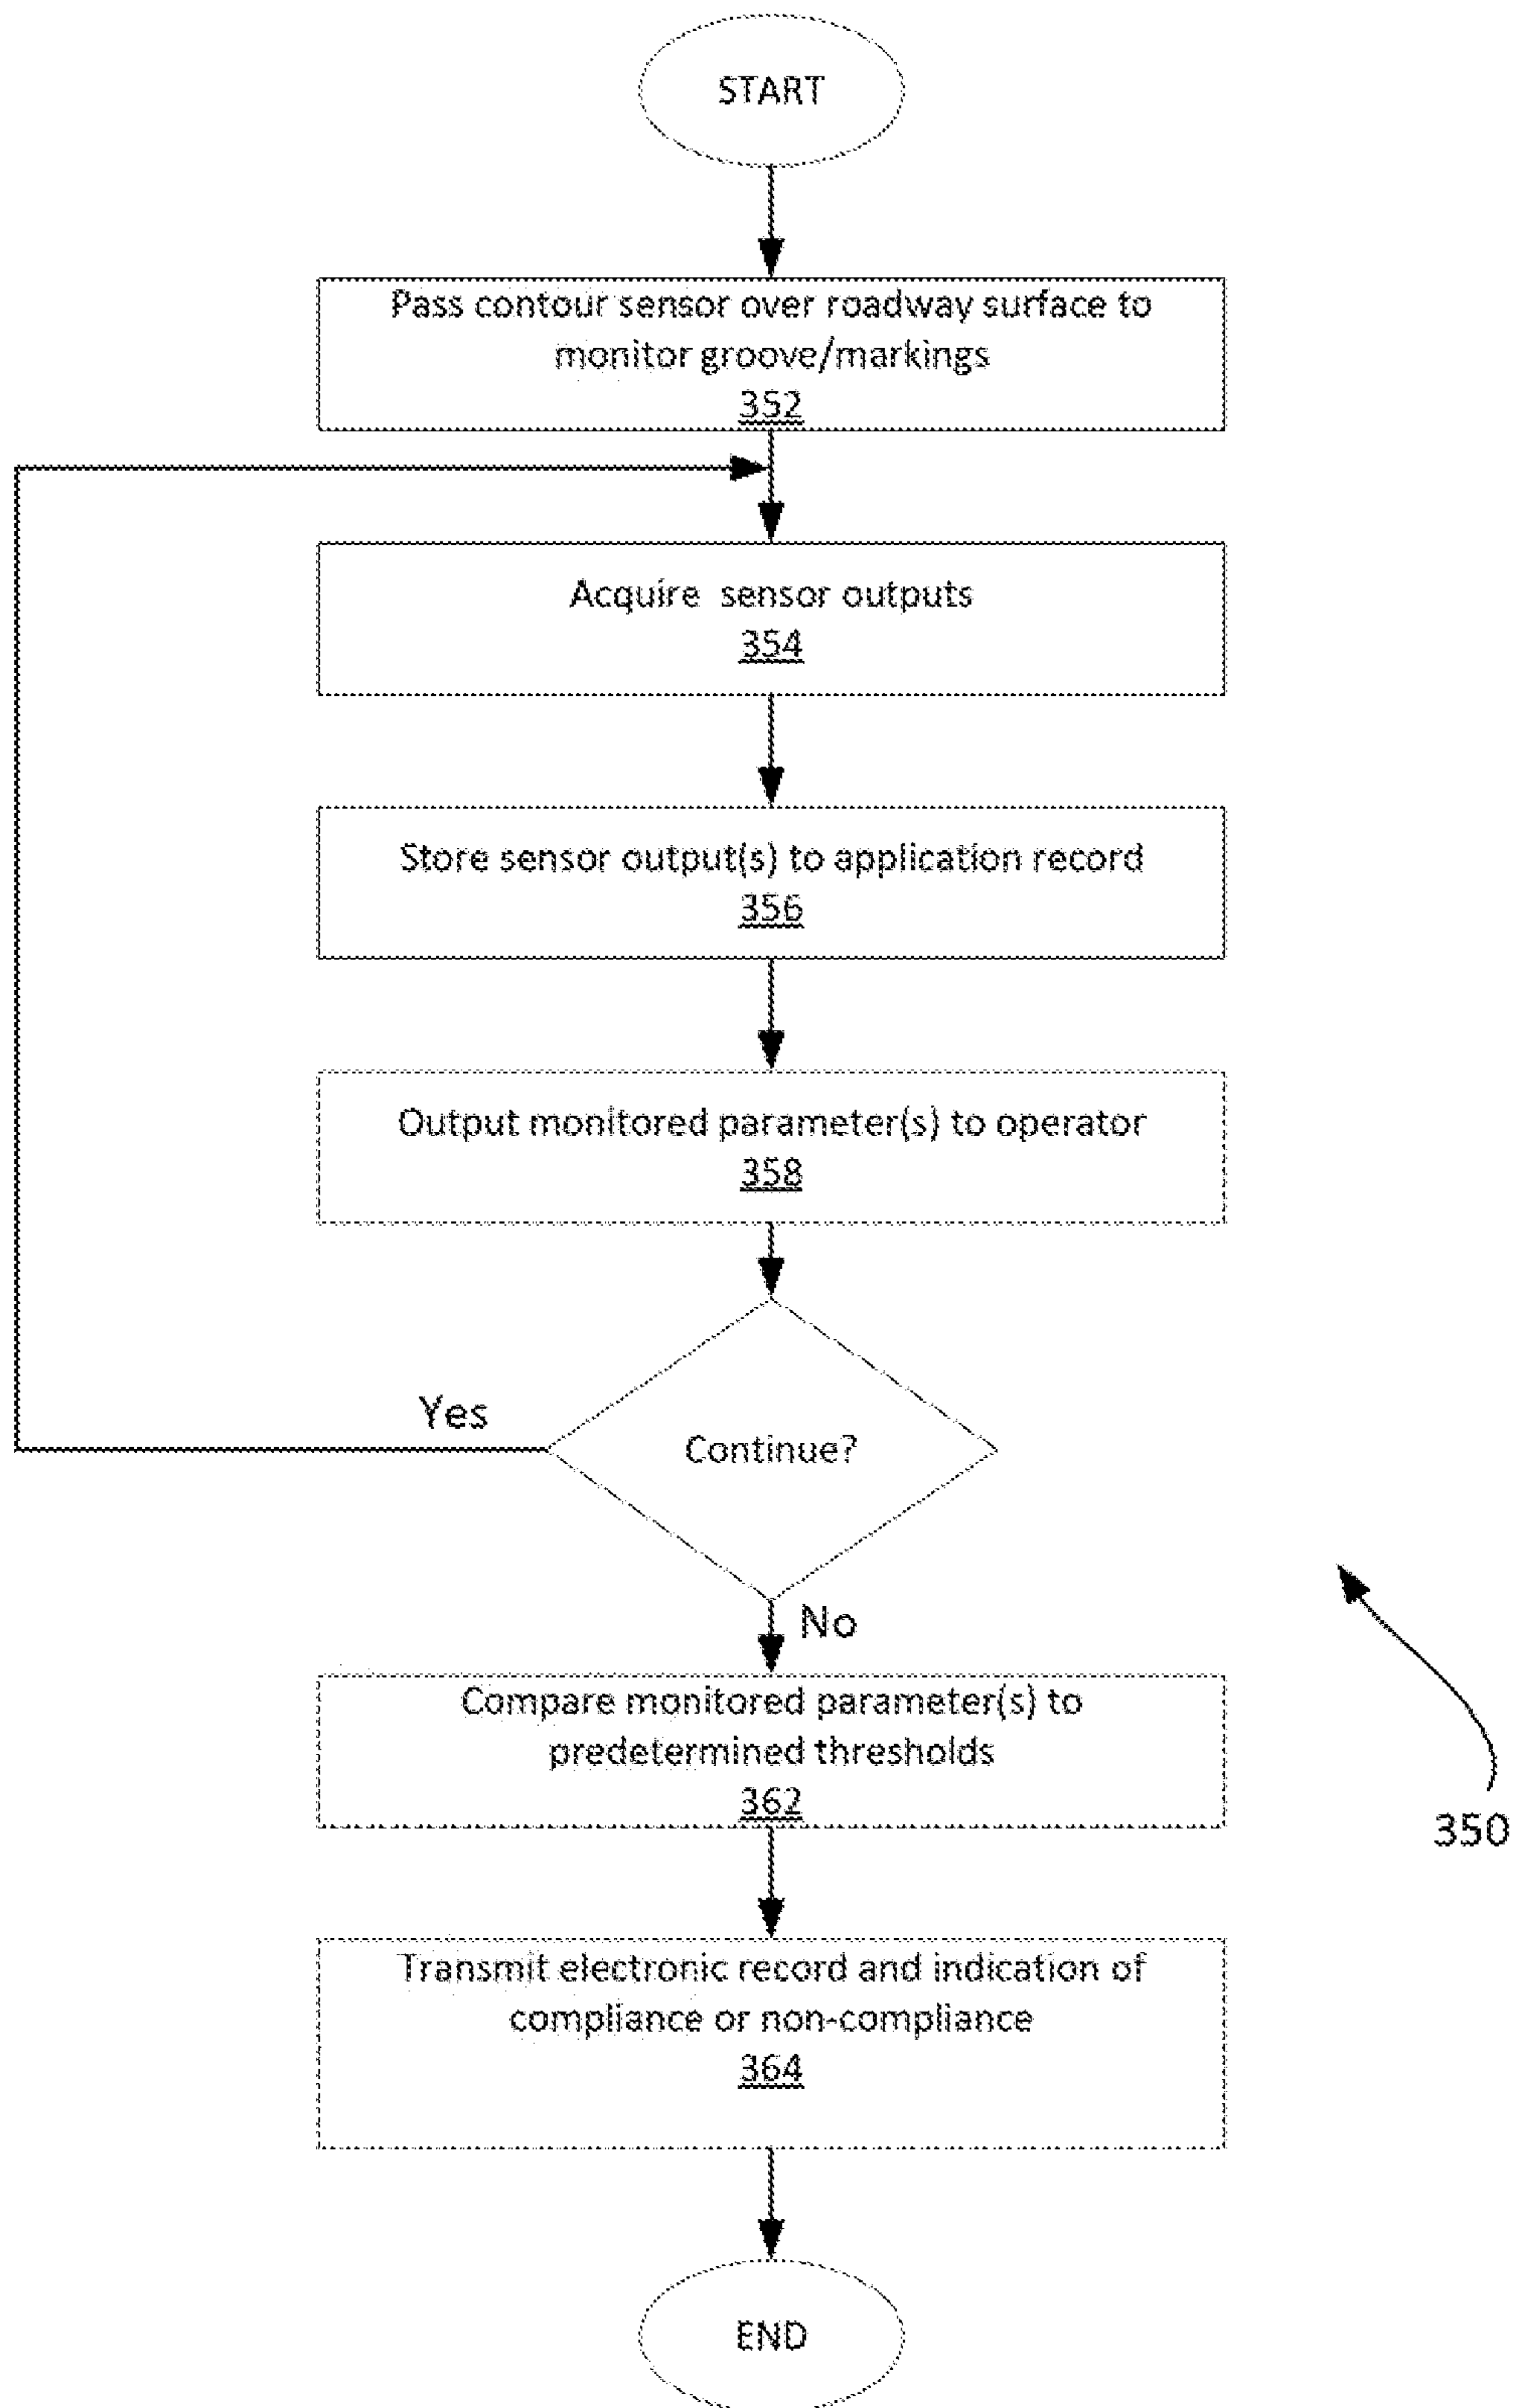 START
Pass contour sensor over roadway surface to
monitor groove/markings
352
Acquire sensor outputs
354
Store sensor output(s) to application record
356
Output monitored parameter(s) to operator
358
Yes
Continue?
No
Compare monitored parameter(s) to
predetermined thresholds
362
350
Transmit electronic record and indication of
compliance or non-compliance
364
END